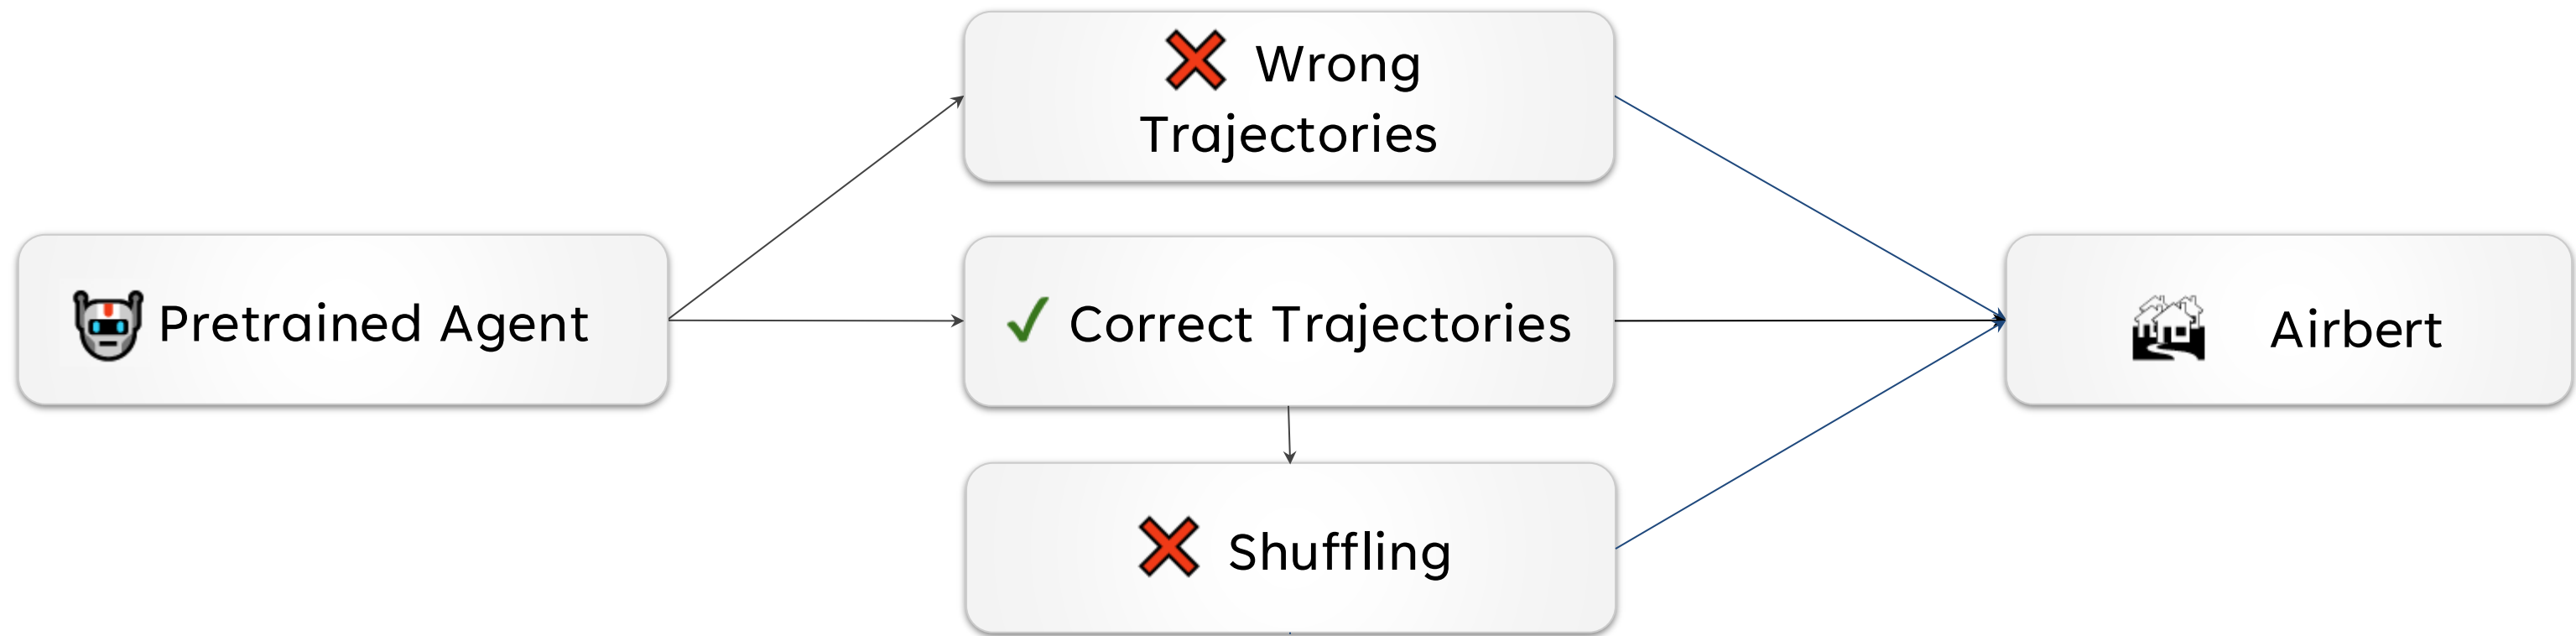 Wrong
Trajectories
Pretrained Agent
Correct Trajectories
Airbert
Shuffling